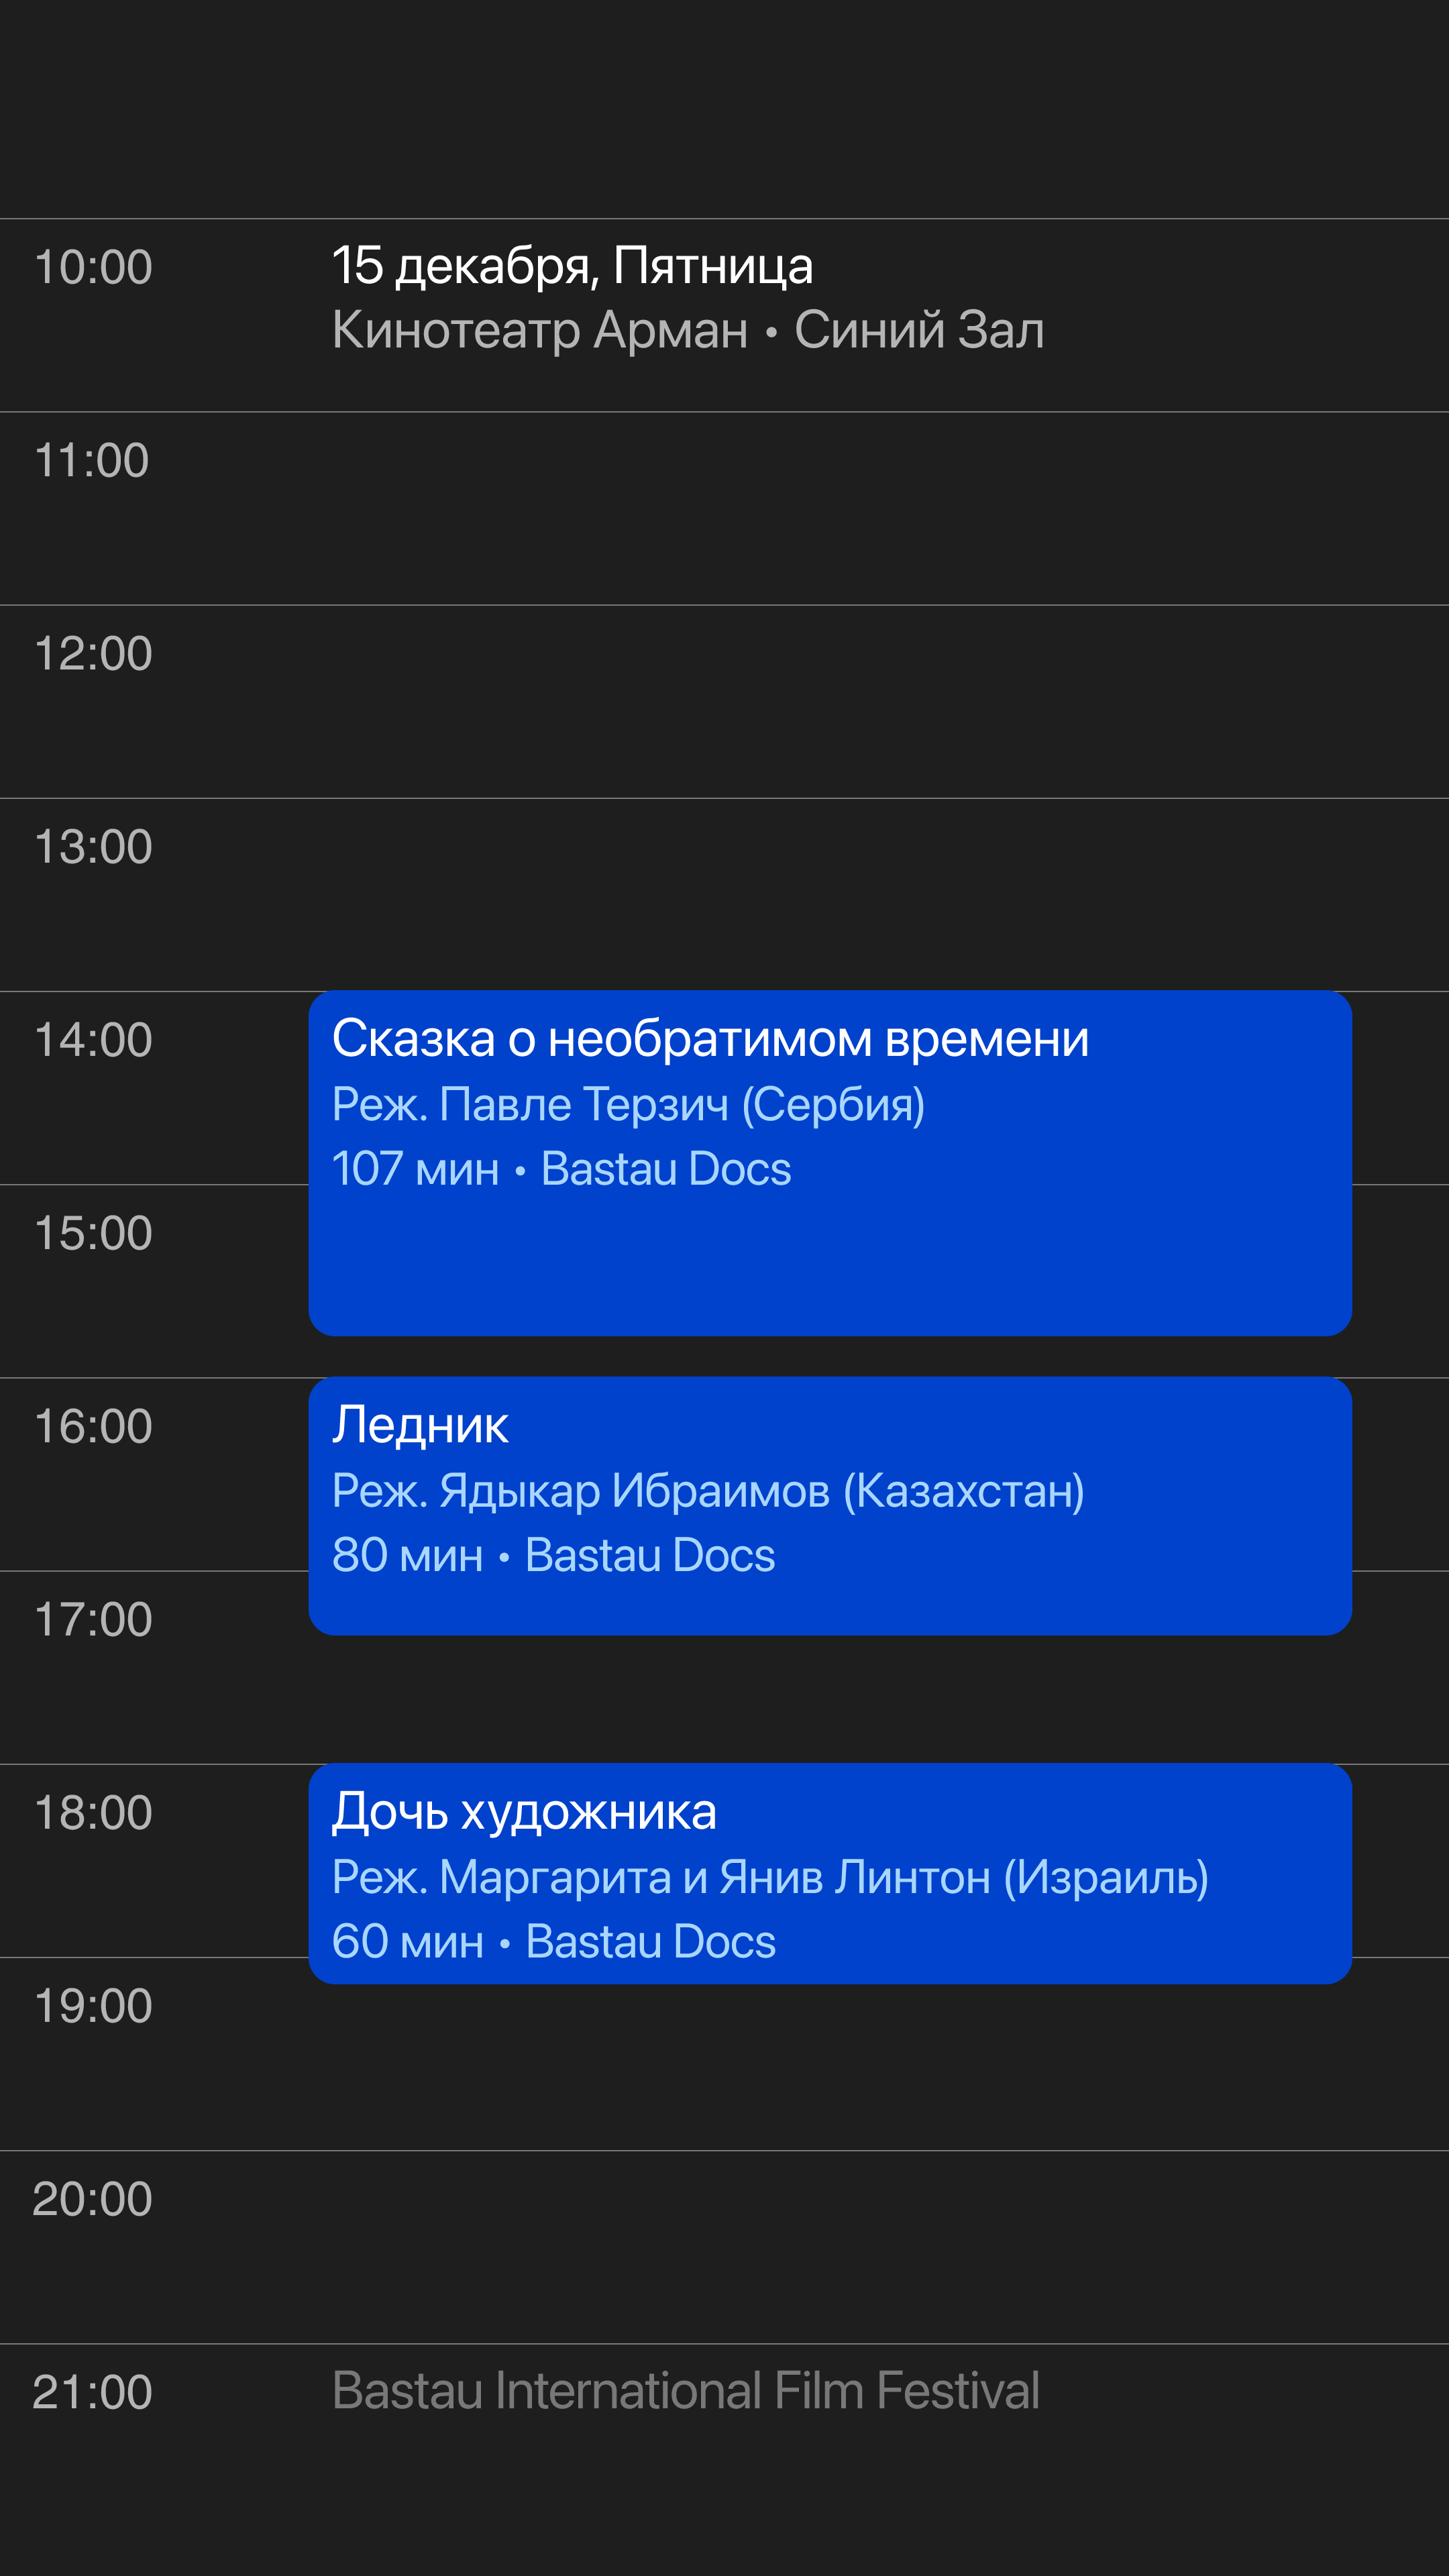 10:00
15 декабря, Пятница
Кинотеатр Арман • Синий Зал
11:00
12:00
13:00
14:00
Сказка о необратимом времени
Реж. Павле Терзич (Сербия)
107 мин • Bastau Docs
15:00
16:00
Ледник
Реж. Ядыкар Ибраимов (Казахстан)
80 мин • Bastau Docs
17:00
18:00
Дочь художника
Реж. Маргарита и Янив Линтон (Израиль)
60 мин • Bastau Docs
19:00
20:00
21:00
Bastau International Film Festival